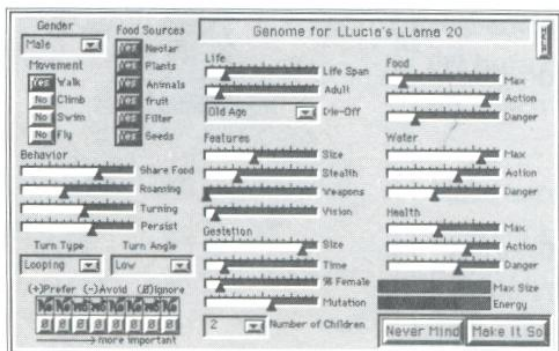 Genome for LLucia's LLama 20
Gender
Male
Movement
Yes Walk
No Climb
No Swim
No Fly
Food Sources
Yes Nectar
Yes Plants
Yes Animals
Yes fruit
Yes Filter
Yes Seeds
Behavior
Share Food
Roaming
Turning
Persist
Turn Type
Looping
Turn Angle
Low
(+)Prefer (-)Avoid (Ø)Ignore
Ø Ø Ø Ø Ø Ø Ø Ø
more important
Life
Life Span
Adult
Old Age Die-Off
Features
Size
Stealth
Weapons
Vision
Gestation
Size
Time
% Female
Mutation
2 Number of Children
Food
Max
Action
Danger
Water
Max
Action
Danger
Health
Max
Action
Danger
Max Size
Energy
Never Mind Make It So